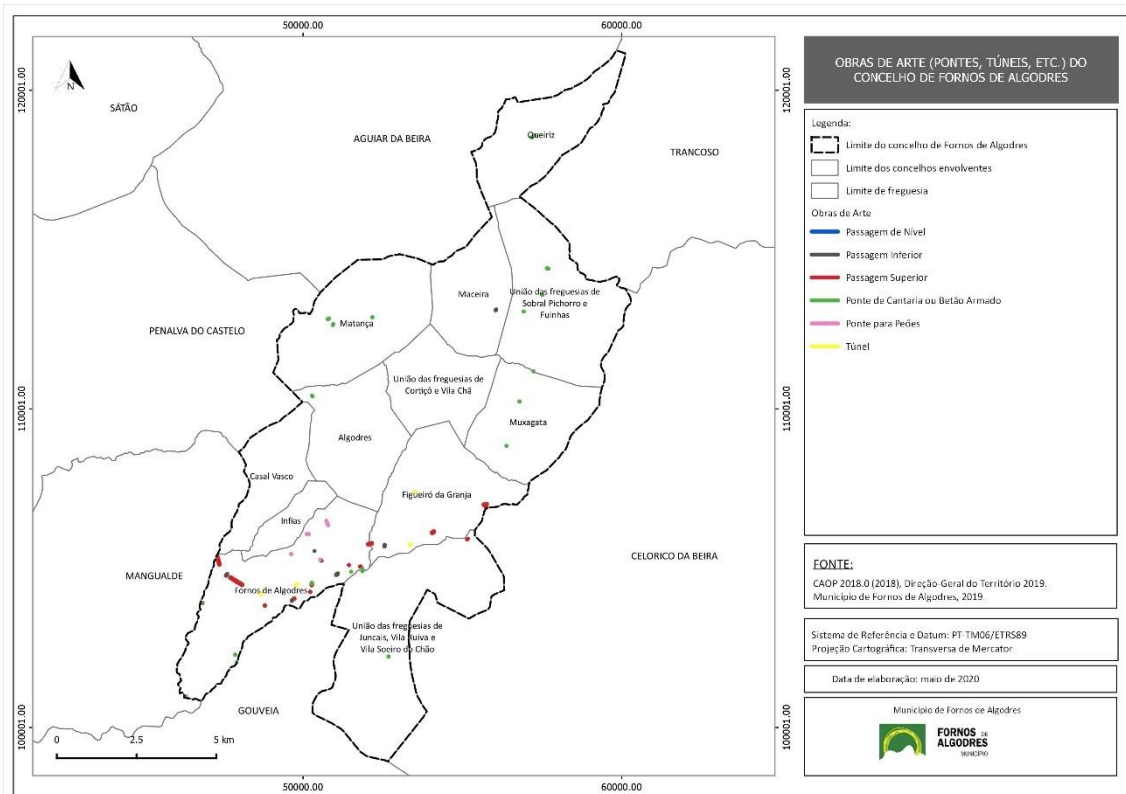 50000.00
60000.00
OBRAS DE ARTE (PONTES, TÚNEIS, ETC.) DO
CONCELHO DE FORNOS DE ALGODRES
N
120001.00
120001.00
SÁTÃO
AGUIAR DA BEIRA
Queiriz
TRANCOSO
Legenda:
Limite do concelho de Fornos de Algodres
Limite dos concelhos envolventes
Limite de freguesia
Obras de Arte
Passagem de Nível
Passagem Inferior
Passagem Superior
Ponte de Cantaria ou Betão Armado
Ponte para Peões
Túnel
PENALVA DO CASTELO
Matança
Maceira
União das freguesias de
Sobral Pichorro e
Fuinhas
União das freguesias de
Cortiçô e Vila Chã
110001.00
110001.00
Muxagata
Algodres
Casal Vasco
Figueiró da Granja
Infias
MANGUALDE
Fornos de Algodres
CELORICO DA BEIRA
União das freguesias de
Juncais, Vila Ruiva e
Vila Soeiro do Chão
GOUVEIA
100001.00
100001.00
0 2.5 5 km
50000.00
60000.00
FONTE:
CAOP 2018.0 (2018), Direção-Geral do Território 2019.
Município de Fornos de Algodres, 2019.
Sistema de Referência e Datum: PT-TM06/ETRS89
Projeção Cartográfica: Transversa de Mercator
Data de elaboração: maio de 2020
Município de Fornos de Algodres
FORNOS DE
ALGODRES
MUNICÍPIO